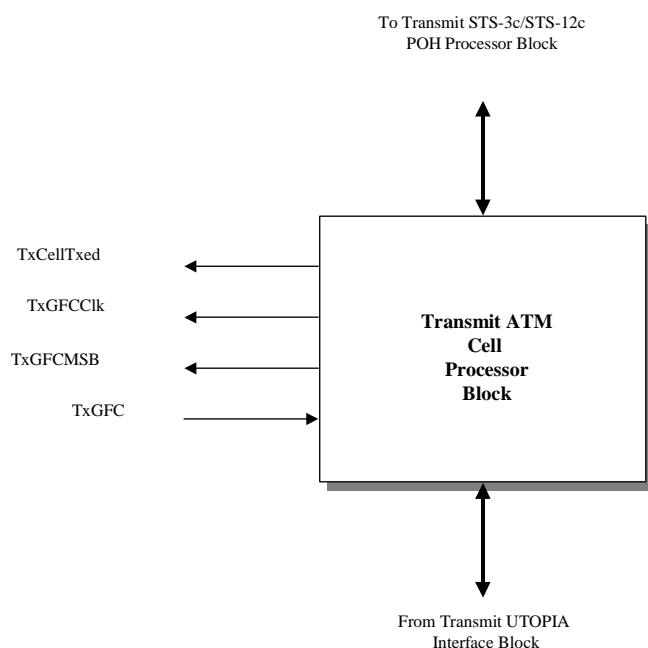 To Transmit STS-3c/STS-12c
POH Processor Block
TxCellTxed
TxGFCClk
TxGFCMSB
TxGFC
Transmit ATM
Cell
Processor
Block
From Transmit UTOPIA
Interface Block